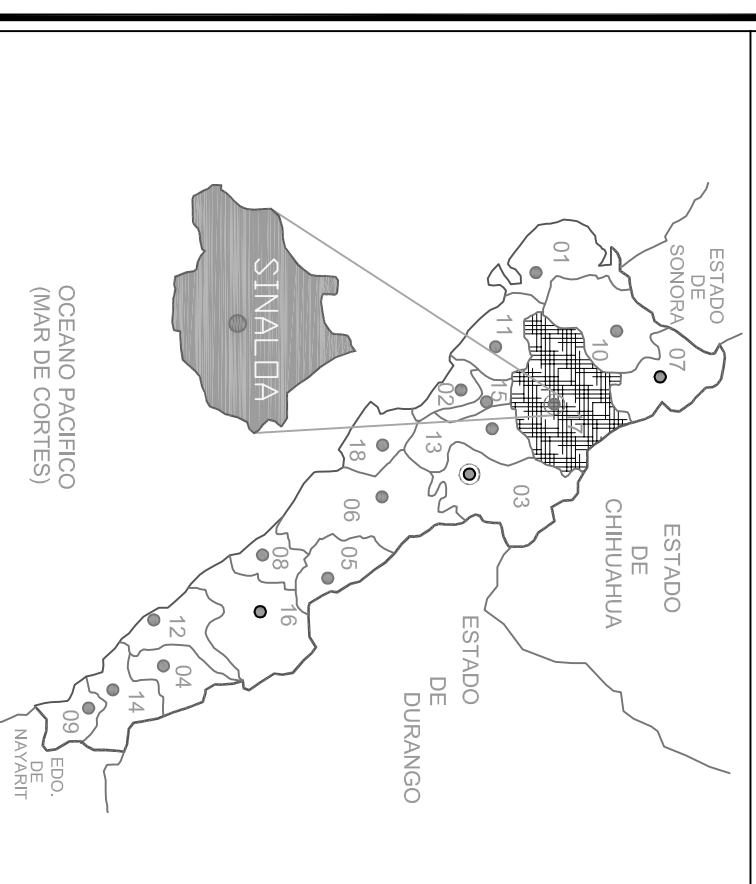 ESTADO
DE
SONORA
07
ESTADO
DE
CHIHUAHUA
10
01
11
03
15
02
13
ESTADO
DE
DURANGO
18
06
05
08
16
SINALOA
12
04
14
09
OCEANO PACIFICO
(MAR DE CORTES)
EDO.
DE
NAYARIT